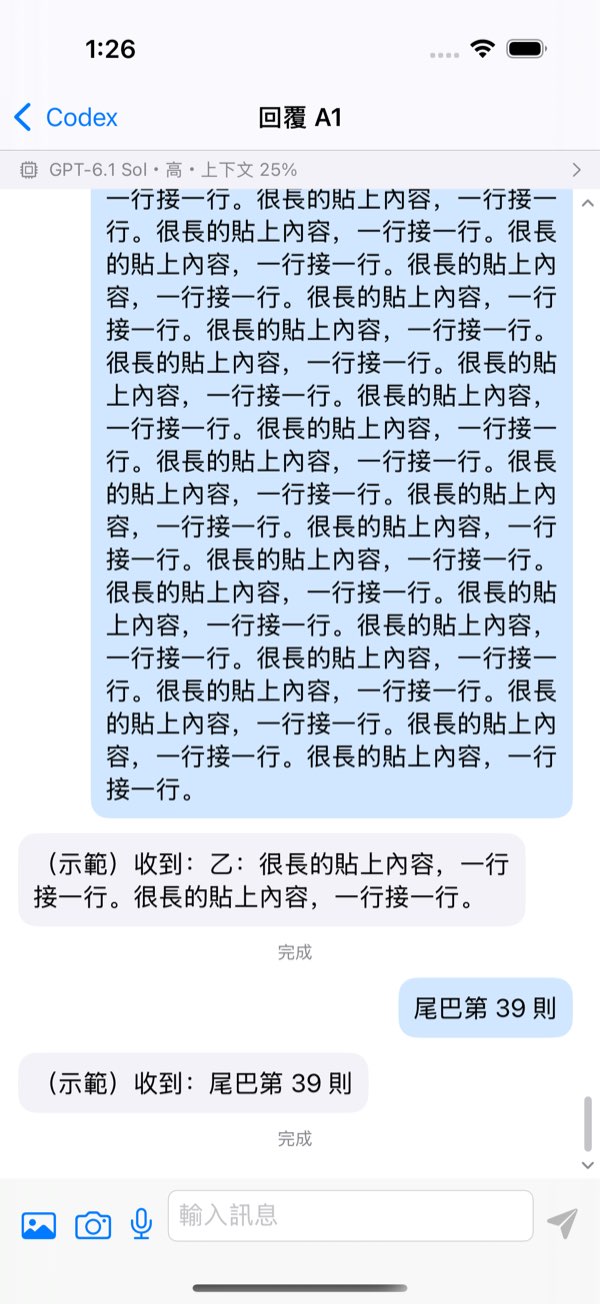 1:26
Codex
回覆 A1
GPT-6.1 Sol・高・上下文 25%
一行接一行。很長的貼上內容，一行接一
行。很長的貼上內容，一行接一行。很長
的貼上內容，一行接一行。很長的貼上內
容，一行接一行。很長的貼上內容，一行
接一行。很長的貼上內容，一行接一行。
很長的貼上內容，一行接一行。很長的貼
上內容，一行接一行。很長的貼上內容，
一行接一行。很長的貼上內容，一行接一
行。很長的貼上內容，一行接一行。很長
的貼上內容，一行接一行。很長的貼上內
容，一行接一行。很長的貼上內容，一行
接一行。很長的貼上內容，一行接一行。
很長的貼上內容，一行接一行。很長的貼
上內容，一行接一行。很長的貼上內容，
一行接一行。很長的貼上內容，一行接一
行。很長的貼上內容，一行接一行。很長
的貼上內容，一行接一行。很長的貼上內
容，一行接一行。很長的貼上內容，一行
接一行。
（示範）收到：乙：很長的貼上內容，一行
接一行。很長的貼上內容，一行接一行。
完成
尾巴第 39 則
（示範）收到：尾巴第 39 則
完成
輸入訊息